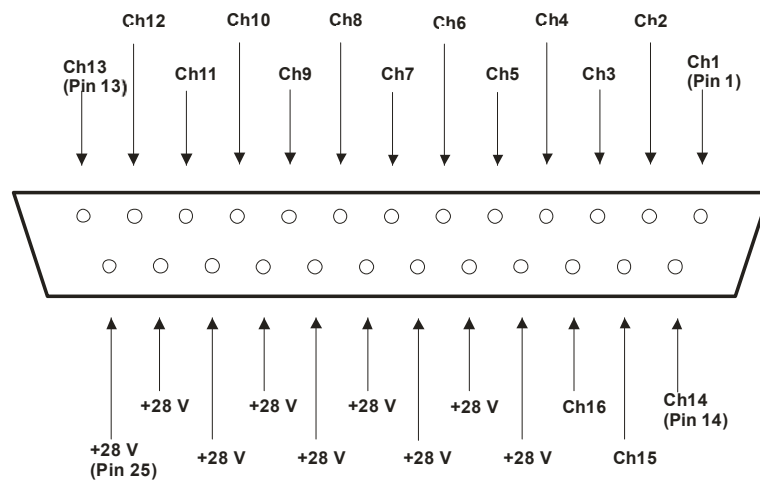 Ch12
Ch10
Ch8
Ch6
Ch4
Ch2
Ch13
(Pin 13)
Ch11
Ch9
Ch7
Ch5
Ch3
Ch1
(Pin 1)
+28 V
+28 V
+28 V
+28 V
Ch16
Ch14
(Pin 14)
+28 V
(Pin 25)
+28 V
+28 V
+28 V
+28 V
Ch15